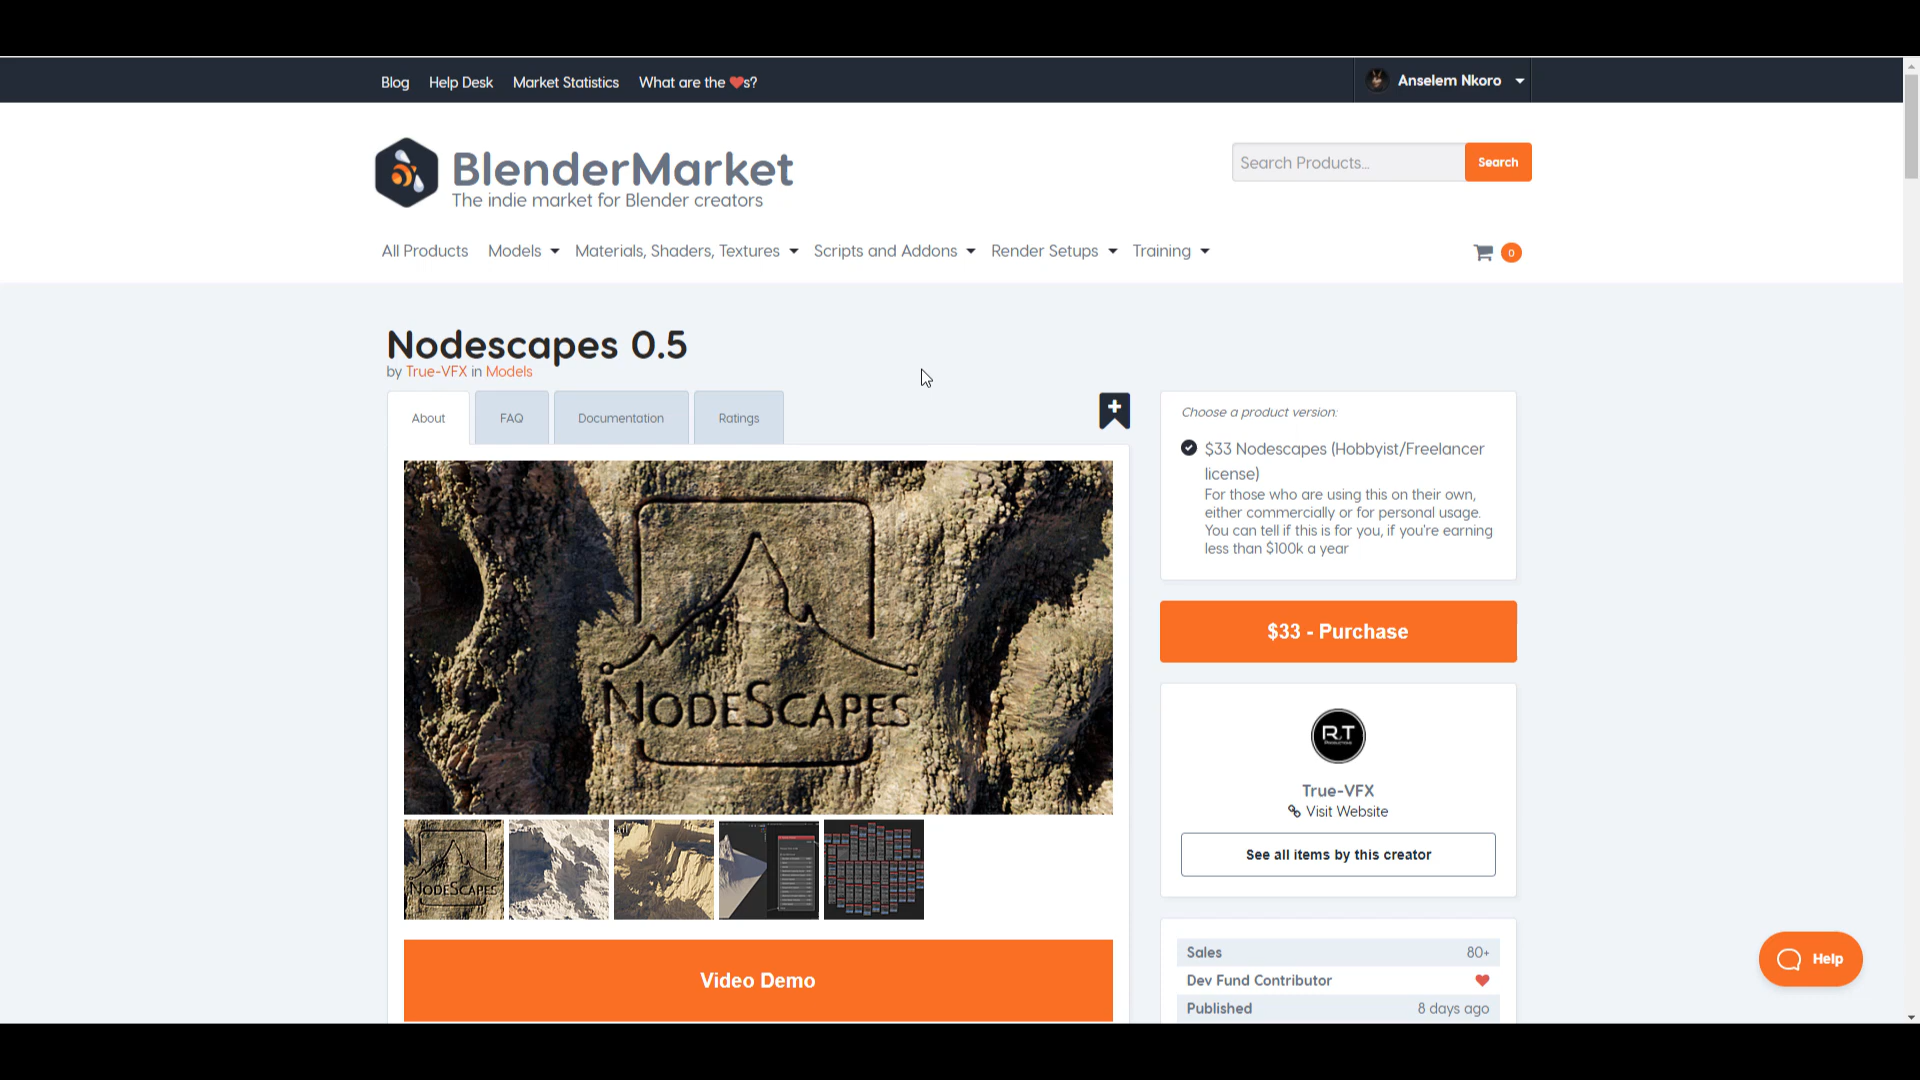 Blog Help Desk Market Statistics What are the ❤s?
Anselem Nkoro
BlenderMarket
The indie market for Blender creators
Search Products...
Search
All Products Models Materials, Shaders, Textures Scripts and Addons Render Setups Training
0
Nodescapes 0.5
by True-VFX in Models
About FAQ Documentation Ratings
NODESCAPES
NODESCAPES
Video Demo
Choose a product version:
$33 Nodescapes (Hobbyist/Freelancer
license)
For those who are using this on their own,
either commercially or for personal usage.
You can tell if this is for you, if you're earning
less than $100k a year
$33 - Purchase
R.T
True-VFX
Visit Website
See all items by this creator
Sales 80+
Dev Fund Contributor ❤
Published 8 days ago
Help